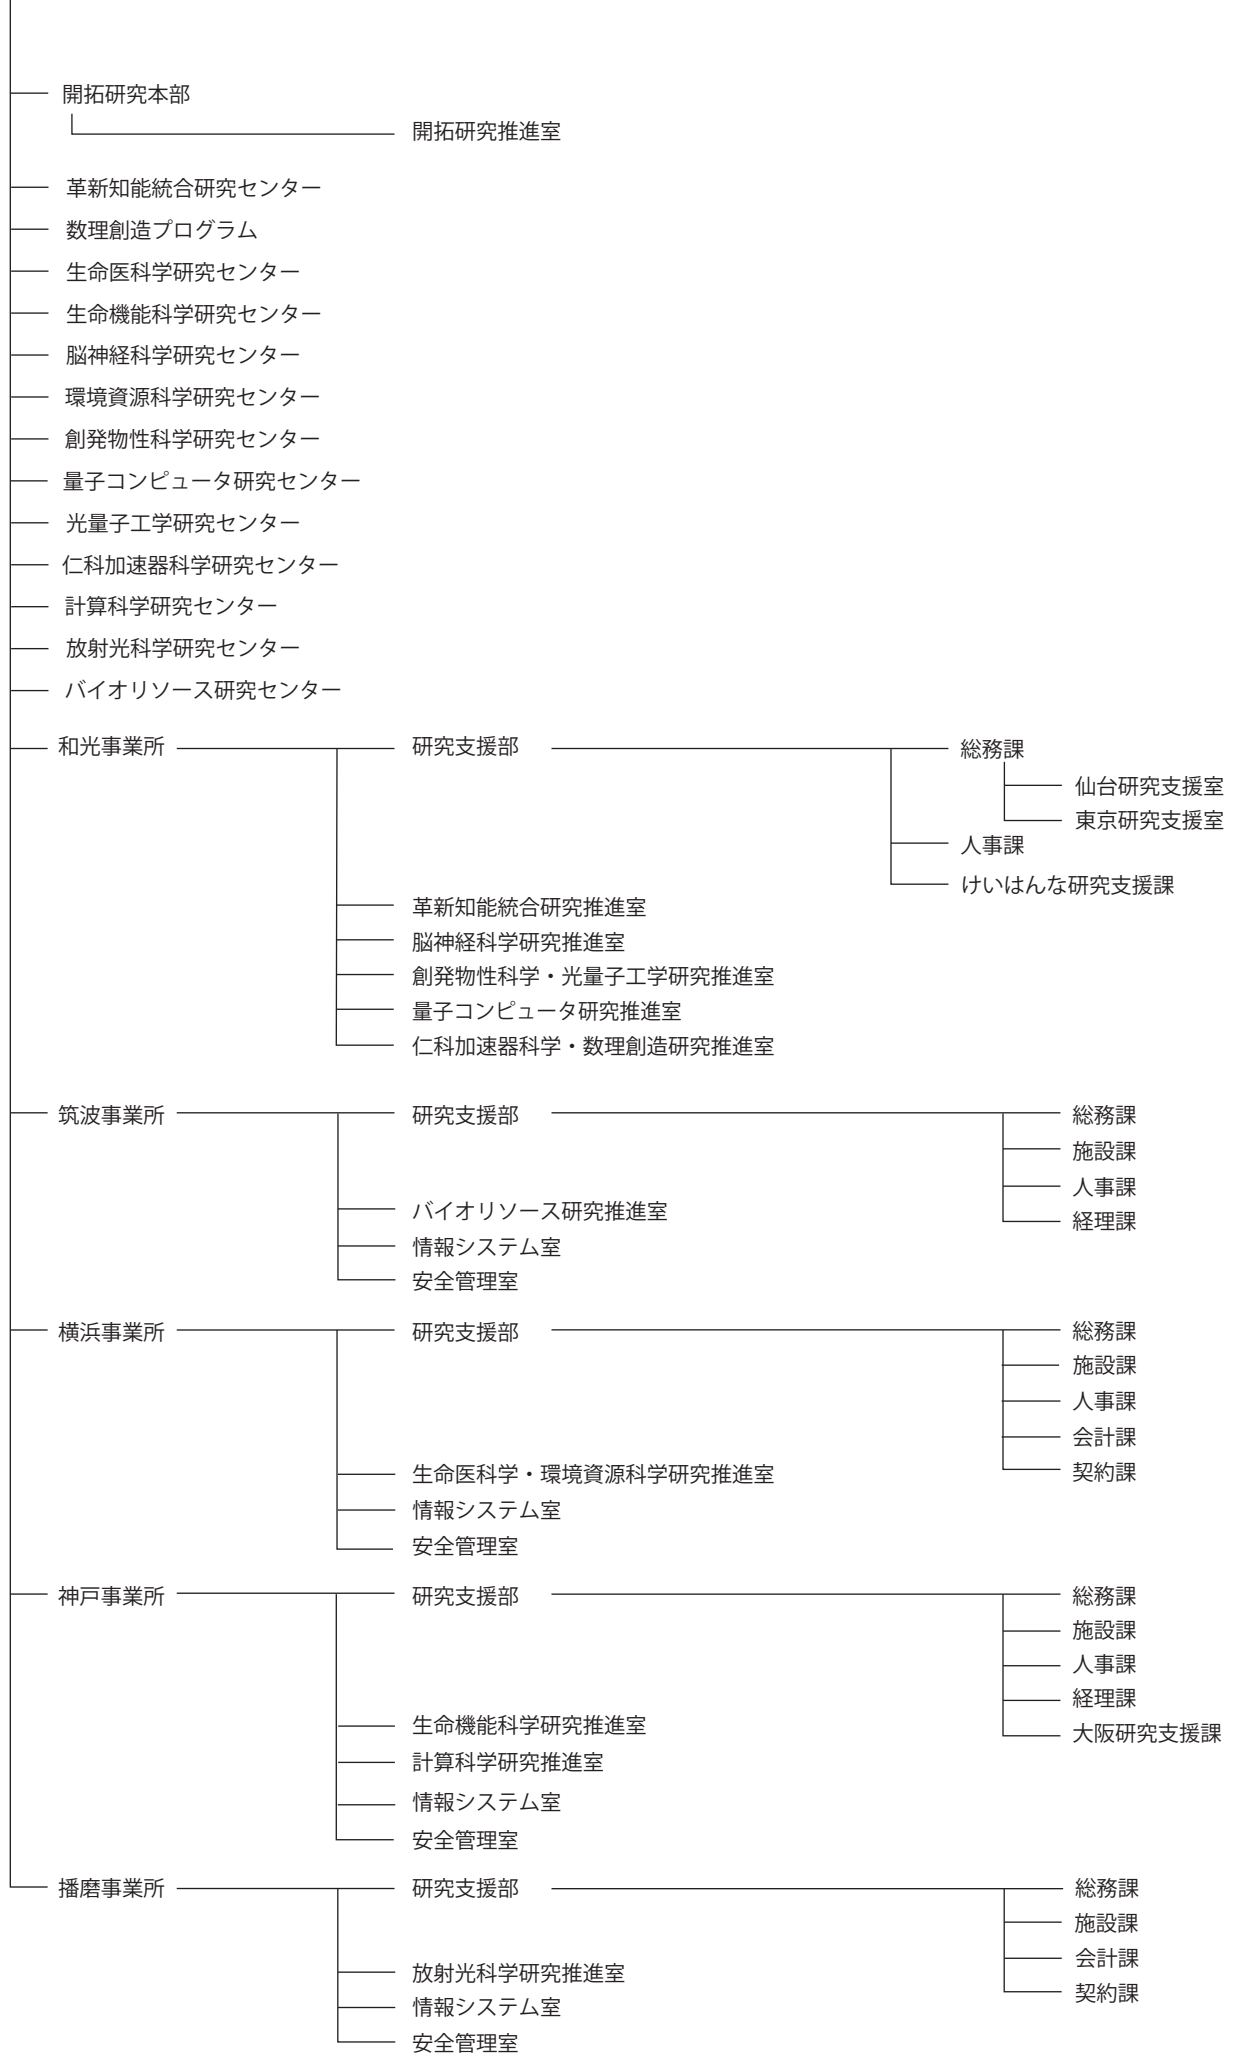 開拓研究本部
開拓研究推進室
革新知能統合研究センター
数理創造プログラム
生命医科学研究センター
生命機能科学研究センター
脳神経科学研究センター
環境資源科学研究センター
創発物性科学研究センター
量子コンピュータ研究センター
光量子工学研究センター
仁科加速器科学研究センター
計算科学研究センター
放射光科学研究センター
バイオリソース研究センター
和光事業所
研究支援部
総務課
仙台研究支援室
東京研究支援室
人事課
けいはんな研究支援課
革新知能統合研究推進室
脳神経科学研究推進室
創発物性科学・光量子工学研究推進室
量子コンピュータ研究推進室
仁科加速器科学・数理創造研究推進室
筑波事業所
研究支援部
総務課
施設課
人事課
経理課
バイオリソース研究推進室
情報システム室
安全管理室
横浜事業所
研究支援部
総務課
施設課
人事課
会計課
契約課
生命医科学・環境資源科学研究推進室
情報システム室
安全管理室
神戸事業所
研究支援部
総務課
施設課
人事課
経理課
大阪研究支援課
生命機能科学研究推進室
計算科学研究推進室
情報システム室
安全管理室
播磨事業所
研究支援部
総務課
施設課
会計課
契約課
放射光科学研究推進室
情報システム室
安全管理室